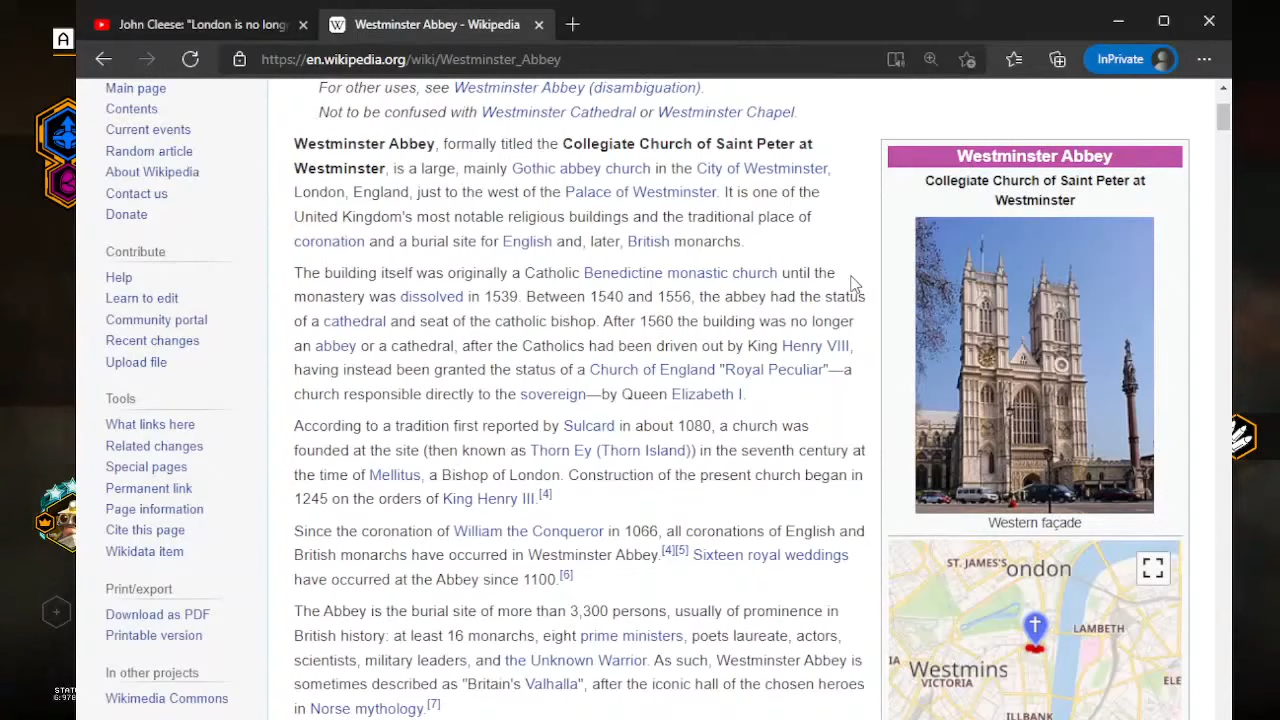 A
John Cleese: "London is no long
Westminster Abbey - Wikipedia
https://en.wikipedia.org/wiki/Westminster_Abbey
InPrivate
Main page
Contents
Current events
Random article
About Wikipedia
Contact us
Donate
Contribute
Help
Learn to edit
Community portal
Recent changes
Upload file
Tools
What links here
Related changes
Special pages
Permanent link
Page information
Cite this page
Wikidata item
Print/export
Download as PDF
Printable version
In other projects
Wikimedia Commons
For other uses, see Westminster Abbey (disambiguation).
Not to be confused with Westminster Cathedral or Westminster Chapel.
Westminster Abbey, formally titled the Collegiate Church of Saint Peter at
Westminster, is a large, mainly Gothic abbey church in the City of Westminster,
London, England, just to the west of the Palace of Westminster. It is one of the
United Kingdom's most notable religious buildings and the traditional place of
coronation and a burial site for English and, later, British monarchs.
The building itself was originally a Catholic Benedictine monastic church until the
monastery was dissolved in 1539. Between 1540 and 1556, the abbey had the status
of a cathedral and seat of the catholic bishop. After 1560 the building was no longer
an abbey or a cathedral, after the Catholics had been driven out by King Henry VIII,
having instead been granted the status of a Church of England "Royal Peculiar"—a
church responsible directly to the sovereign—by Queen Elizabeth I.
According to a tradition first reported by Sulcard in about 1080, a church was
founded at the site (then known as Thorn Ey (Thorn Island)) in the seventh century at
the time of Mellitus, a Bishop of London. Construction of the present church began in
1245 on the orders of King Henry III.[4]
Since the coronation of William the Conqueror in 1066, all coronations of English and
British monarchs have occurred in Westminster Abbey.[4][5] Sixteen royal weddings
have occurred at the Abbey since 1100.[6]
The Abbey is the burial site of more than 3,300 persons, usually of prominence in
British history: at least 16 monarchs, eight prime ministers, poets laureate, actors,
scientists, military leaders, and the Unknown Warrior. As such, Westminster Abbey is
sometimes described as "Britain's Valhalla", after the iconic hall of the chosen heroes
in Norse mythology.[7]
Westminster Abbey
Collegiate Church of Saint Peter at
Westminster
Western façade
ST. JAMES'S
ondon
LAMBETH
Westmins
VICTORIA
ELE
ILLBANK